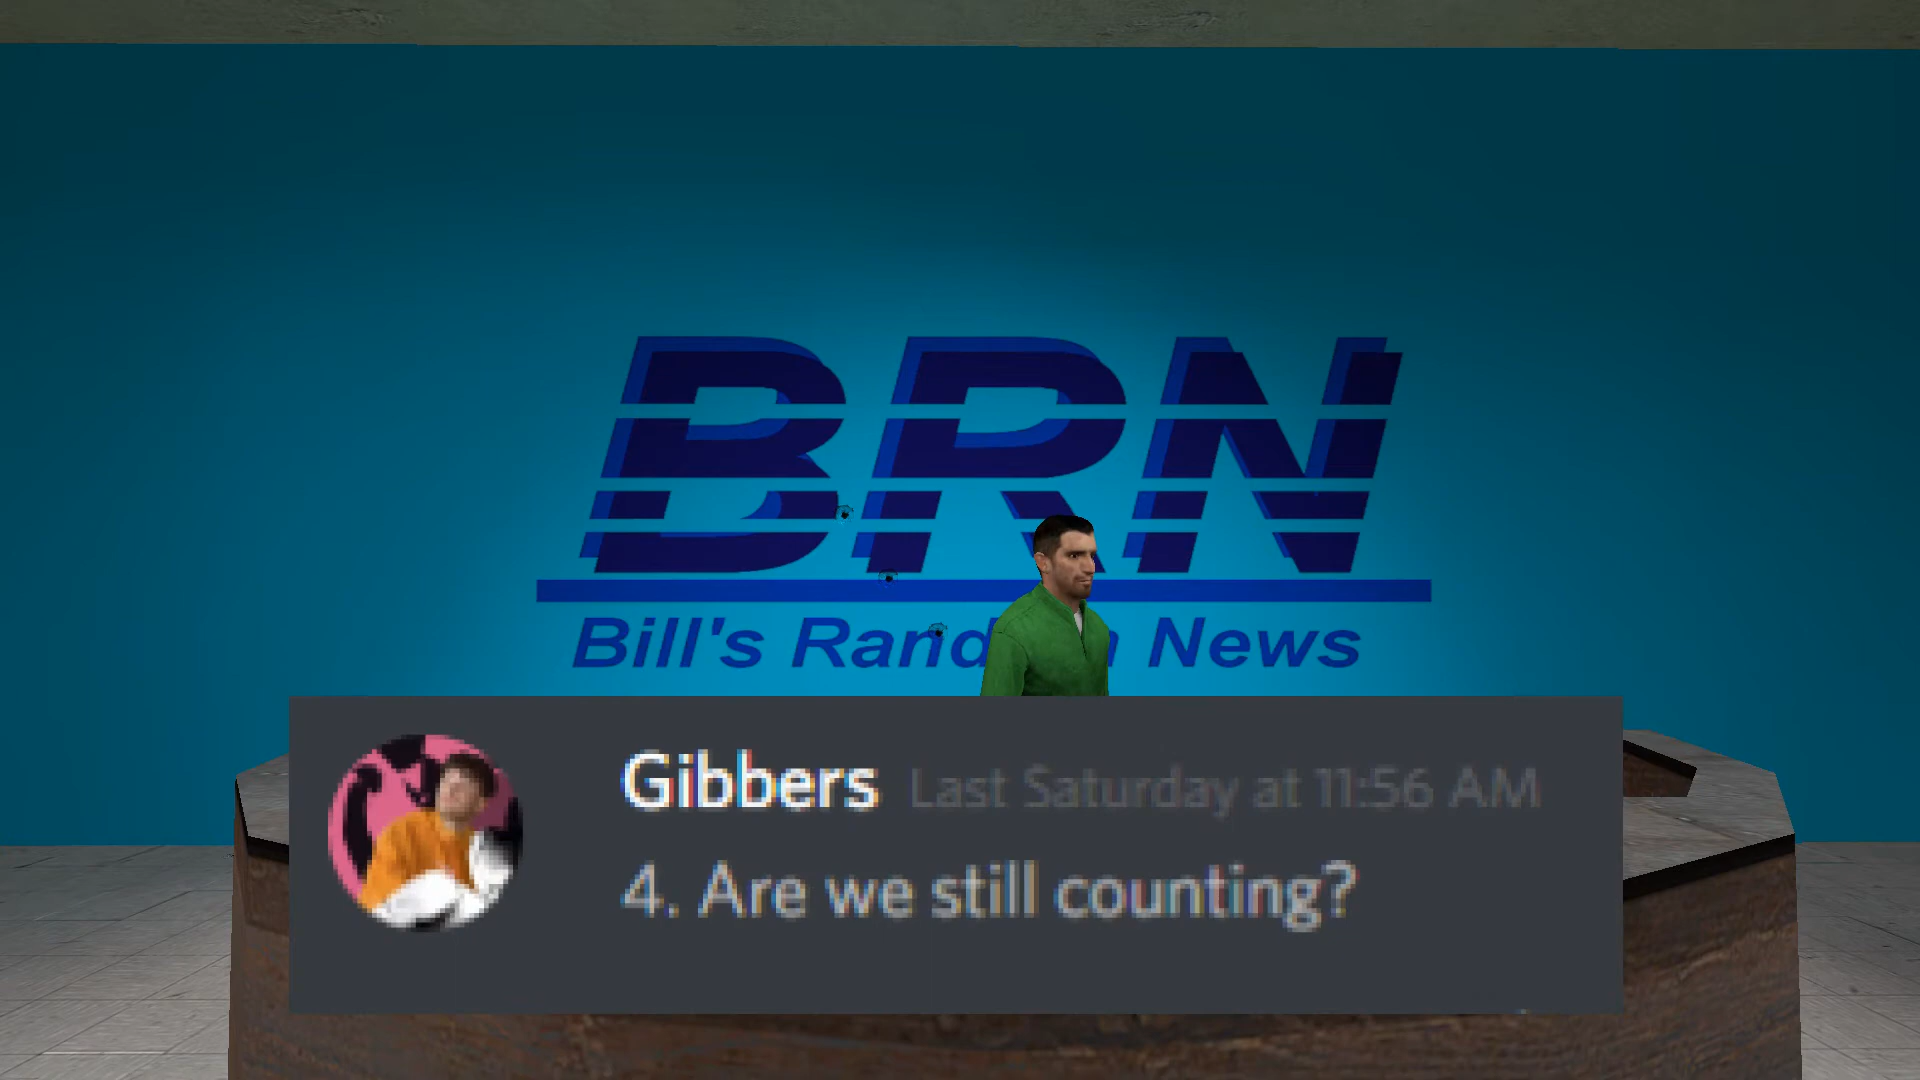 BRN
Bill's Rand News
Gibbers Last Saturday at 11:56 AM
4. Are we still counting?